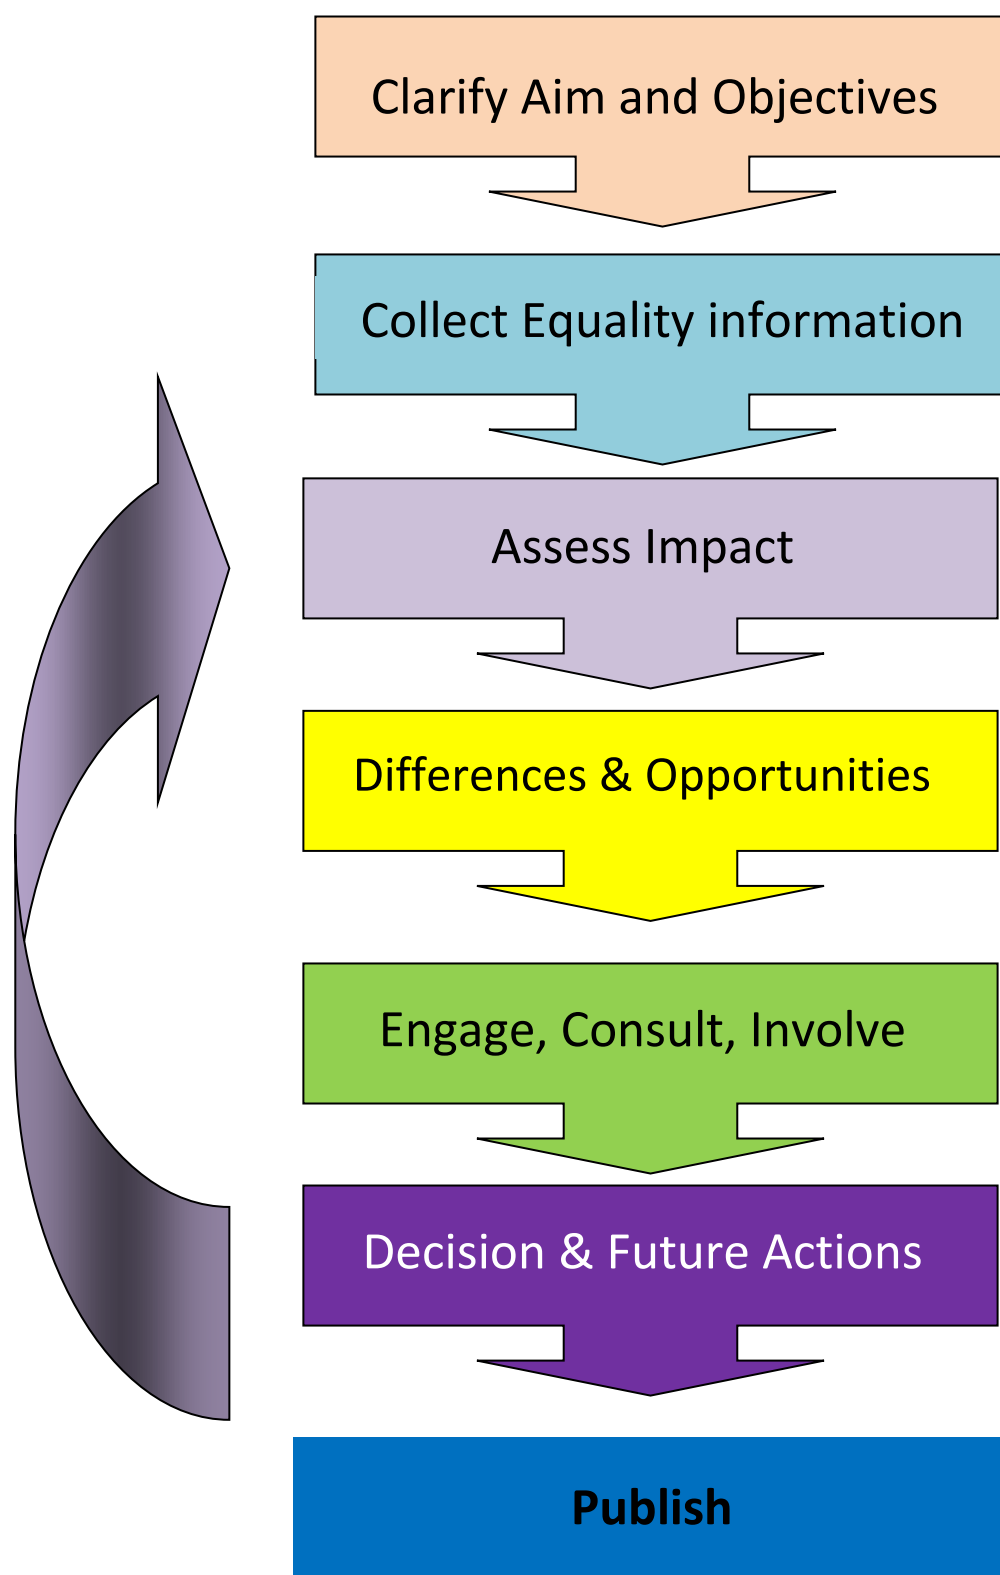 Clarify Aim and Objectives
Collect Equality information
Assess Impact
Differences & Opportunities
Engage, Consult, Involve
Decision & Future Actions
Publish